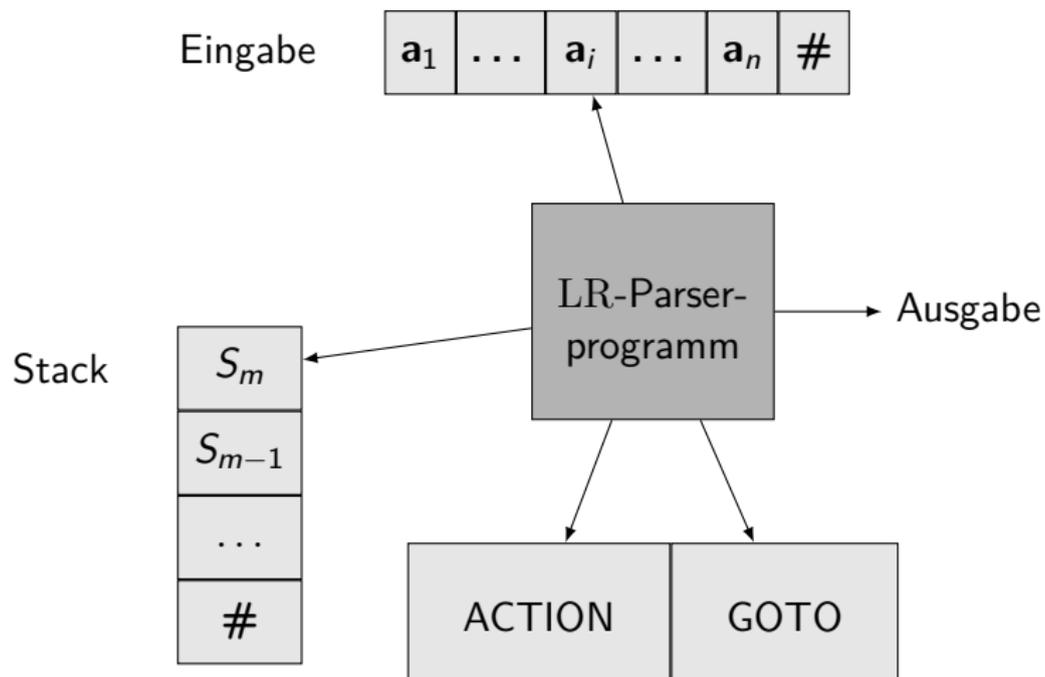 Eingabe
a₁ ... aᵢ ... aₙ #
LR-Parser-
programm
Ausgabe
Stack
Sₘ
Sₘ₋₁
...
#
ACTION GOTO